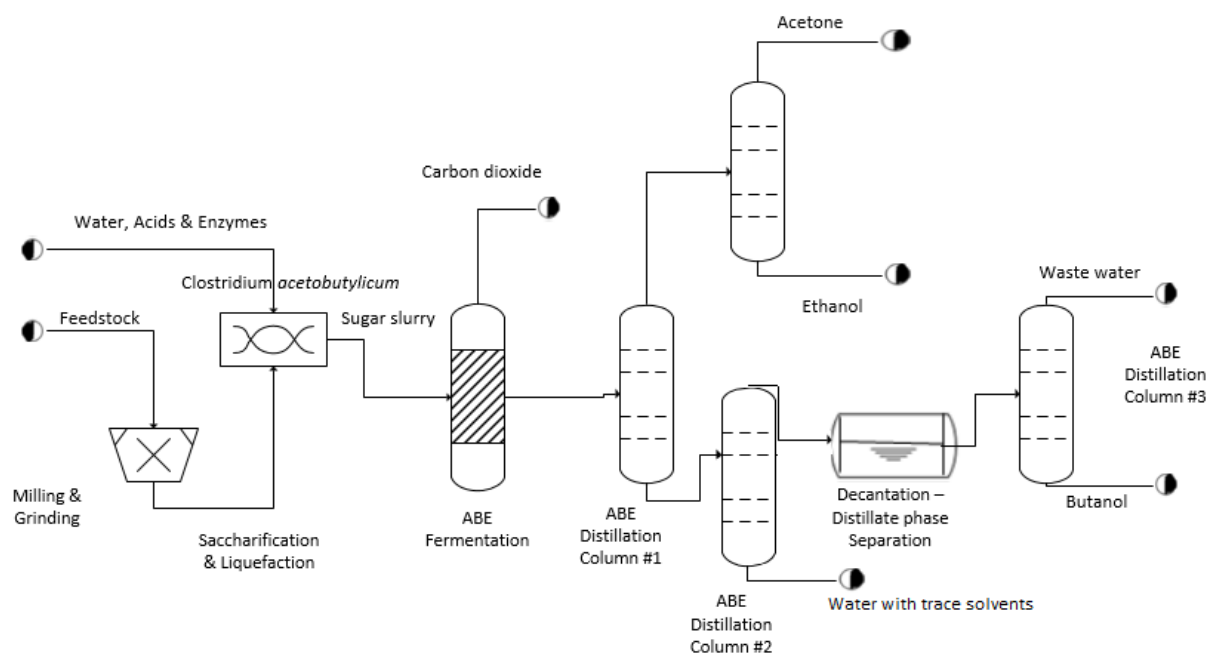 Acetone
Carbon dioxide
Water, Acids & Enzymes
Clostridium acetobutylicum
Feedstock
Sugar slurry
Ethanol
Waste water
ABE
Distillation
Column #3
Milling &
Grinding
Saccharification
& Liquefaction
ABE
Fermentation
ABE
Distillation
Column #1
Decantation –
Distillate phase
Separation
Butanol
Water with trace solvents
ABE
Distillation
Column #2